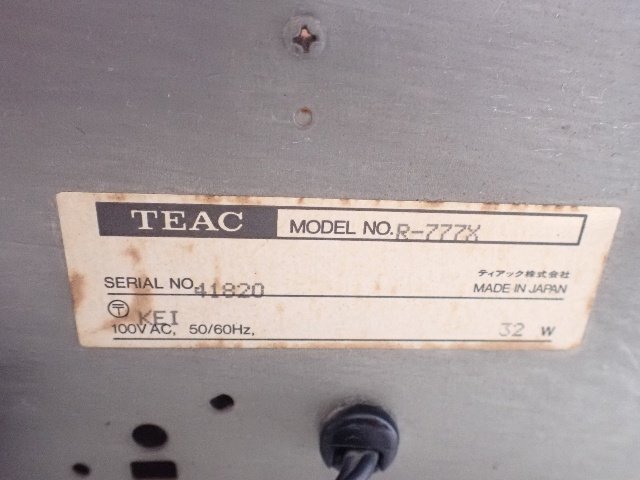 TEAC MODEL NO. R-777X
ティアック株式会社
SERIAL NO. 41820 MADE IN JAPAN
〒 KEI
100V AC, 50/60Hz, 32 W